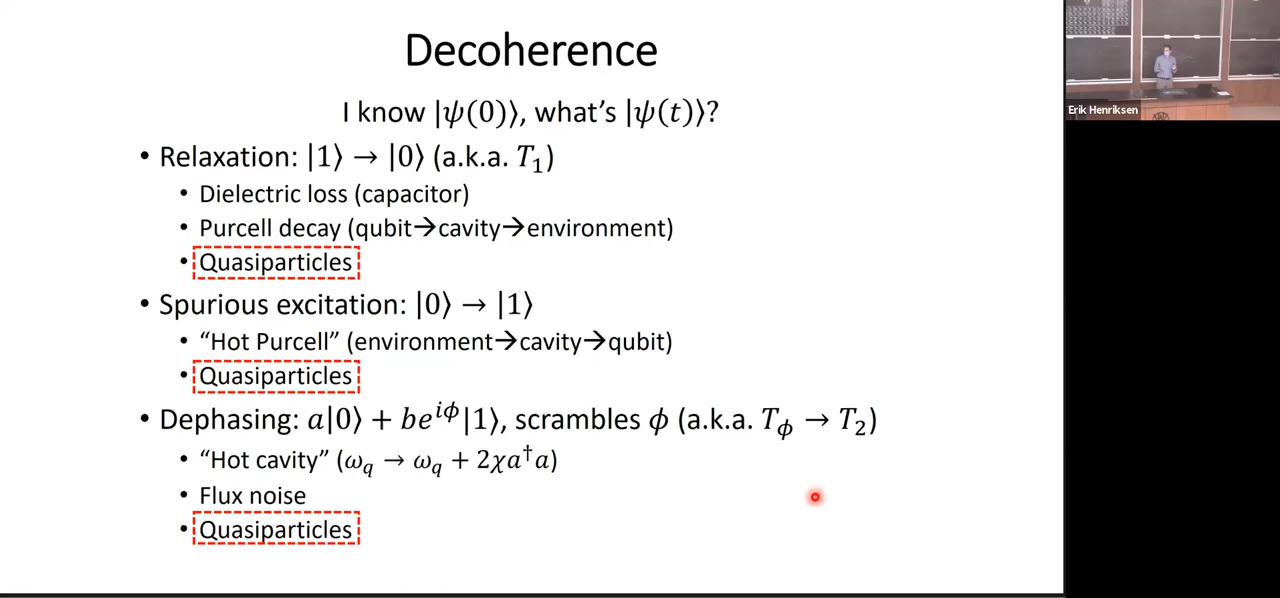 Decoherence
I know |ψ(0)⟩, what's |ψ(t)⟩?
• Relaxation: |1⟩ → |0⟩ (a.k.a. T₁)
• Dielectric loss (capacitor)
• Purcell decay (qubit→cavity→environment)
• Quasiparticles
• Spurious excitation: |0⟩ → |1⟩
• “Hot Purcell” (environment→cavity→qubit)
• Quasiparticles
• Dephasing: a|0⟩ + be^{iϕ}|1⟩, scrambles ϕ (a.k.a. T_ϕ → T₂)
• “Hot cavity” (ω_q → ω_q + 2χa†a)
• Flux noise
• Quasiparticles
Erik Henriksen